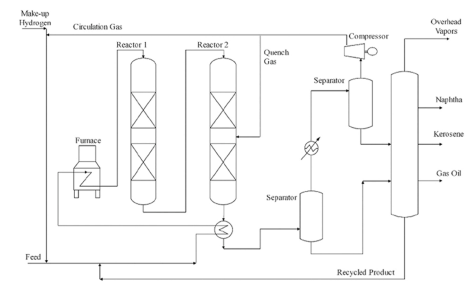 Make-up
Hydrogen
Circulation Gas
Overhead
Vapors
Compressor
Reactor 1
Reactor 2
Quench
Gas
Separator
Naphtha
Kerosene
Furnace
Gas Oil
Separator
Feed
Recycled Product